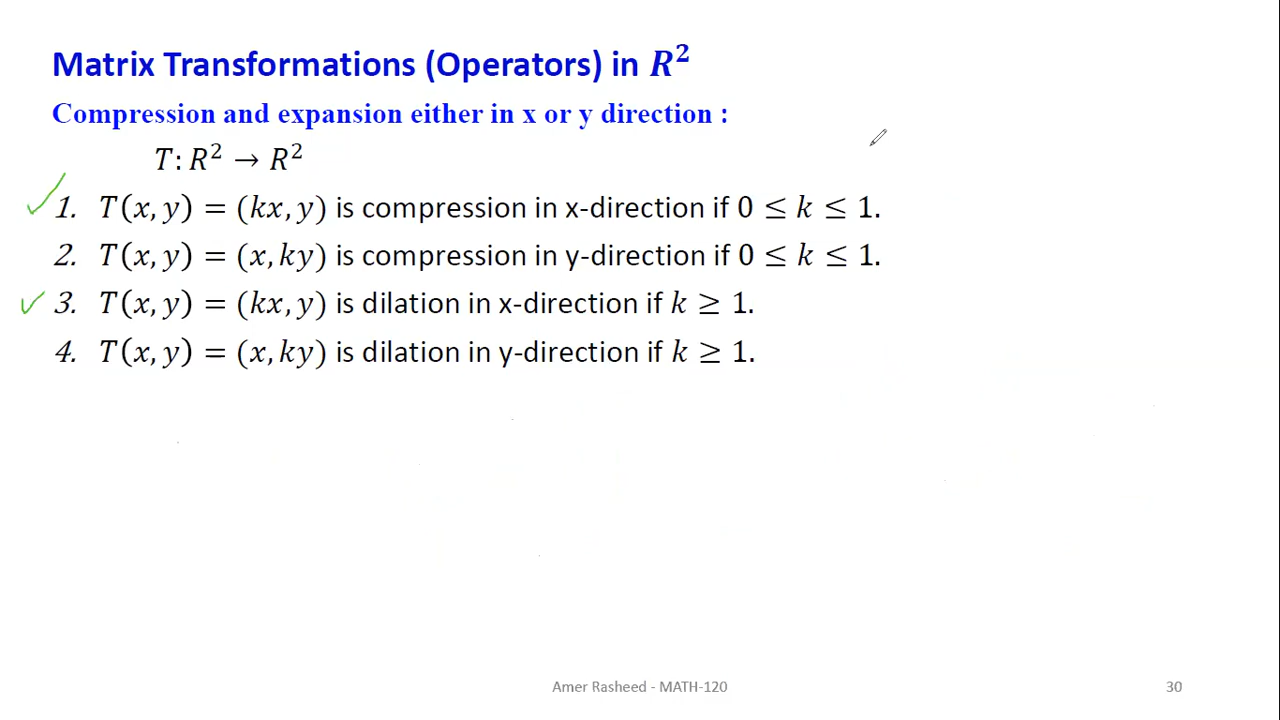 Matrix Transformations (Operators) in R²
Compression and expansion either in x or y direction :
T: R² → R²
1. T(x, y) = (kx, y) is compression in x-direction if 0 ≤ k ≤ 1.
2. T(x, y) = (x, ky) is compression in y-direction if 0 ≤ k ≤ 1.
3. T(x, y) = (kx, y) is dilation in x-direction if k ≥ 1.
4. T(x, y) = (x, ky) is dilation in y-direction if k ≥ 1.
Amer Rasheed - MATH-120
30